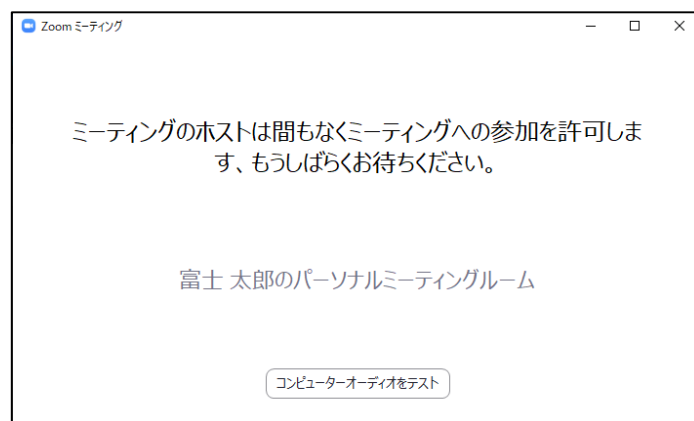 Zoom ミーティング
ミーティングのホストは間もなくミーティングへの参加を許可しま
す、もうしばらくお待ちください。
富士 太郎のパーソナルミーティングルーム
コンピューターオーディオをテスト